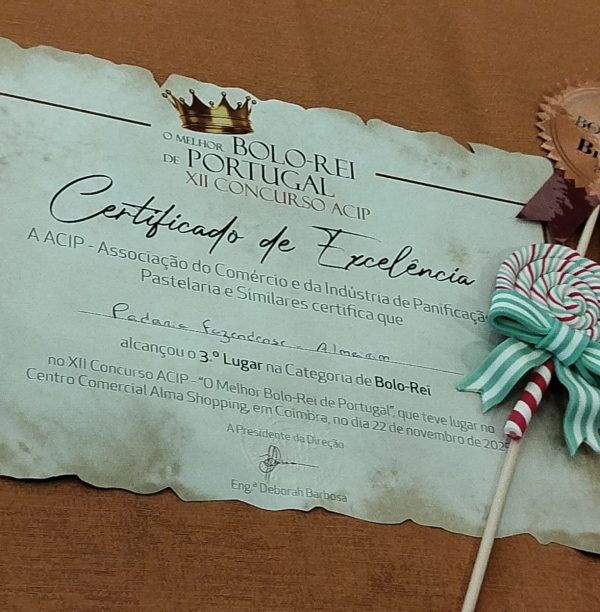 O MELHOR BOLO-REI
DE PORTUGAL
XII CONCURSO ACIP
Certificado de Excelência
A ACIP - Associação do Comércio e da Indústria de Panificação
Pastelaria e Similares certifica que
Padaria Fazendense - Almeirim
alcançou o 3.º Lugar na Categoria de Bolo-Rei
no XII Concurso ACIP - "O Melhor Bolo-Rei de Portugal", que teve lugar no
Centro Comercial Alma Shopping, em Coimbra, no dia 22 de novembro de
A Presidente da Direção
Eng.ª Deborah Barbosa